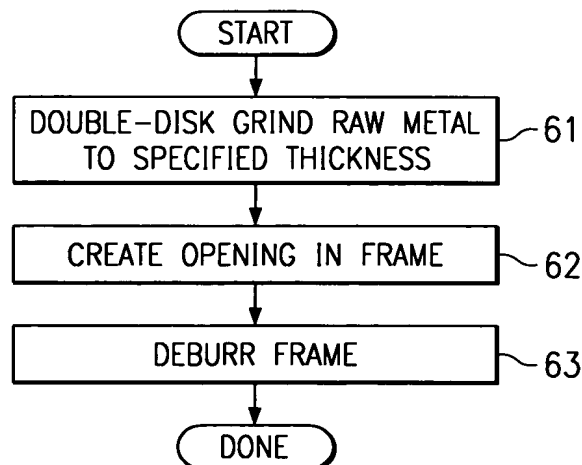 START
DOUBLE-DISK GRIND RAW METAL
TO SPECIFIED THICKNESS
61
CREATE OPENING IN FRAME
62
DEBURR FRAME
63
DONE